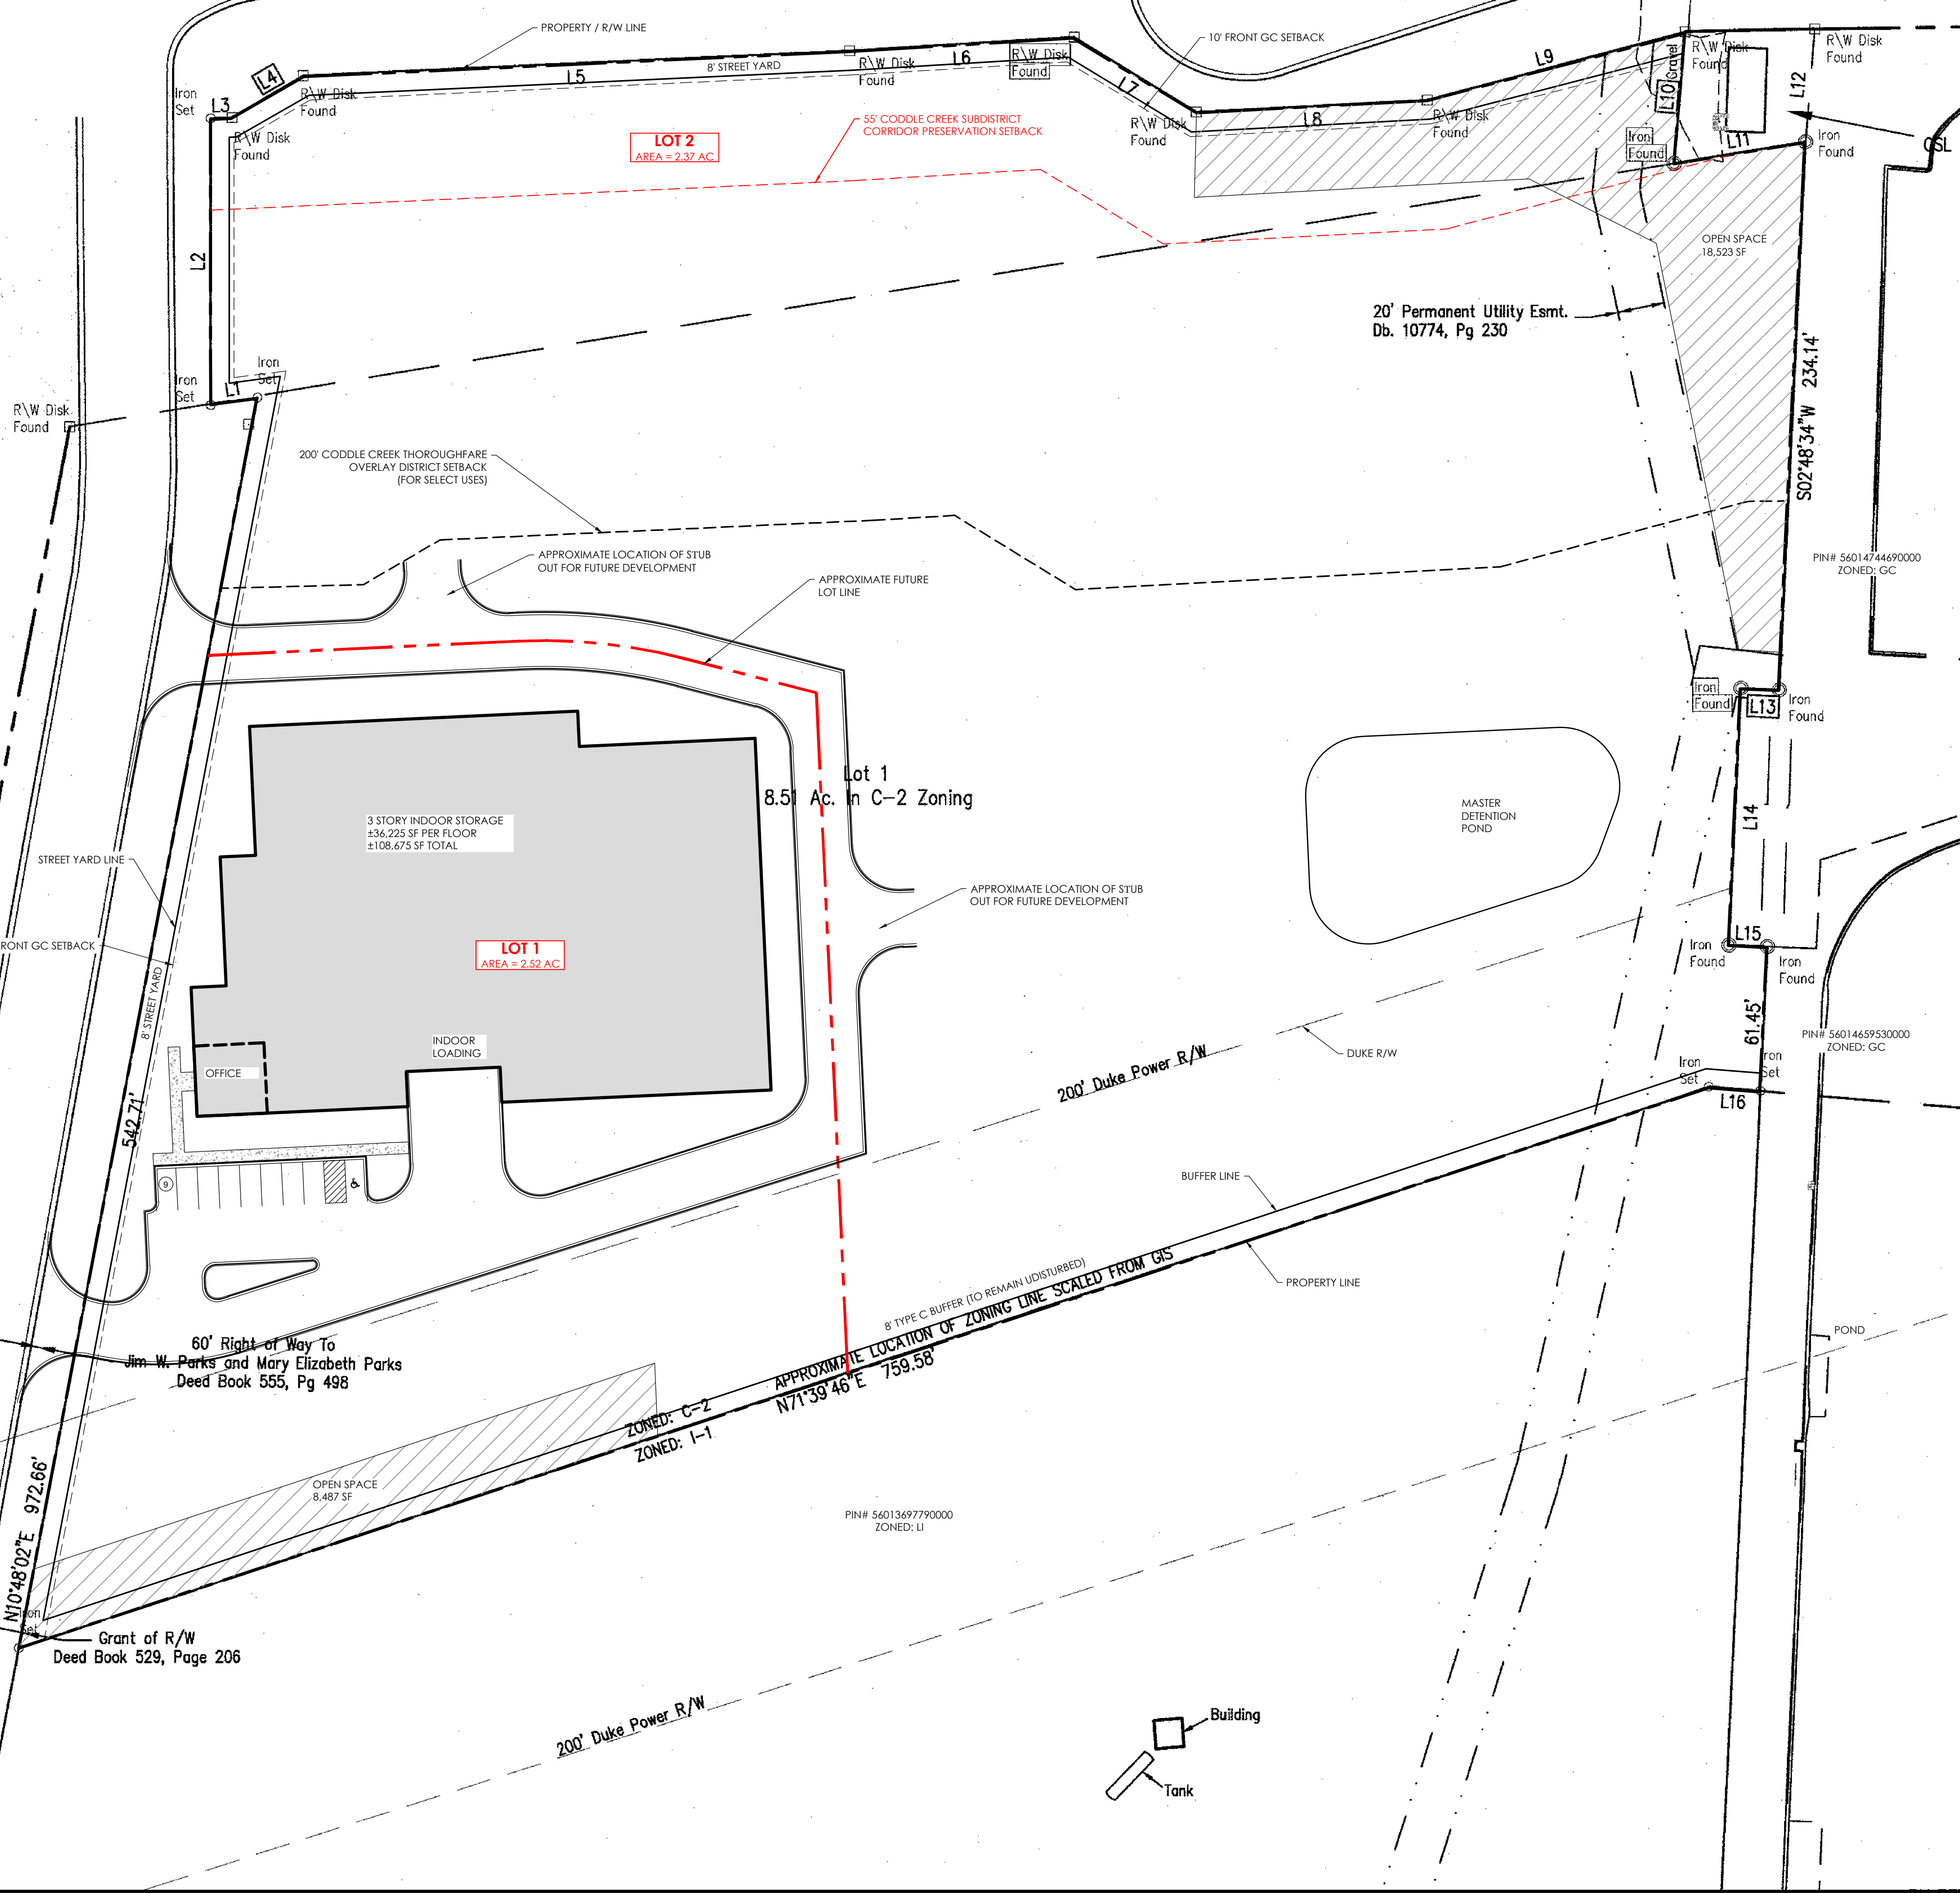 PROPERTY / R/W LINE
10' FRONT GC SETBACK
L4
L5
8' STREET YARD
L6
R\W Disk
Found
R\W Disk
Found
L7
L9
R\W Disk
Found
R\W Disk
Found
L10
Gravel
L12
Iron
Set
L3
R\W Disk
Found
R\W Disk
Found
LOT 2
AREA = 2.37 AC
55' CODDLE CREEK SUBDISTRICT
CORRIDOR PRESERVATION SETBACK
R\W Disk
Found
L8
R\W Disk
Found
Iron
Found
L11
Iron
Found
L2
OPEN SPACE
18,523 SF
20' Permanent Utility Esmt.
Db. 10774, Pg 230
S02°48'34"W 234.14'
Iron
Set
L1
Iron
Set
R\W Disk
Found
200' CODDLE CREEK THOROUGHFARE
OVERLAY DISTRICT SETBACK
(FOR SELECT USES)
APPROXIMATE LOCATION OF STUB
OUT FOR FUTURE DEVELOPMENT
APPROXIMATE FUTURE
LOT LINE
PIN# 56014744690000
ZONED: GC
Iron
Found
L13
Iron
Found
Lot 1
8.51 Ac. In C-2 Zoning
3 STORY INDOOR STORAGE
±36,225 SF PER FLOOR
±108,675 SF TOTAL
MASTER
DETENTION
POND
L14
STREET YARD LINE
RONT GC SETBACK
8' STREET YARD
LOT 1
AREA = 2.52 AC
APPROXIMATE LOCATION OF STUB
OUT FOR FUTURE DEVELOPMENT
Iron
Found
L15
Iron
Found
61.45'
PIN# 56014659530000
ZONED: GC
INDOOR
LOADING
OFFICE
DUKE R/W
200' Duke Power R/W
Iron
Set
Iron
Set
L16
542.71'
9
BUFFER LINE
PROPERTY LINE
8' TYPE C BUFFER (TO REMAIN UDISTURBED)
APPROXIMATE LOCATION OF ZONING LINE SCALED FROM GIS
N71°39'46"E 759.58'
POND
60' Right of Way To
Jim W. Parks and Mary Elizabeth Parks
Deed Book 555, Pg 498
ZONED: C-2
ZONED: I-1
OPEN SPACE
8,487 SF
N10°48'02"E 972.66'
PIN# 56013697790000
ZONED: LI
Iron
Set
Grant of R/W
Deed Book 529, Page 206
200' Duke Power R/W
Building
Tank